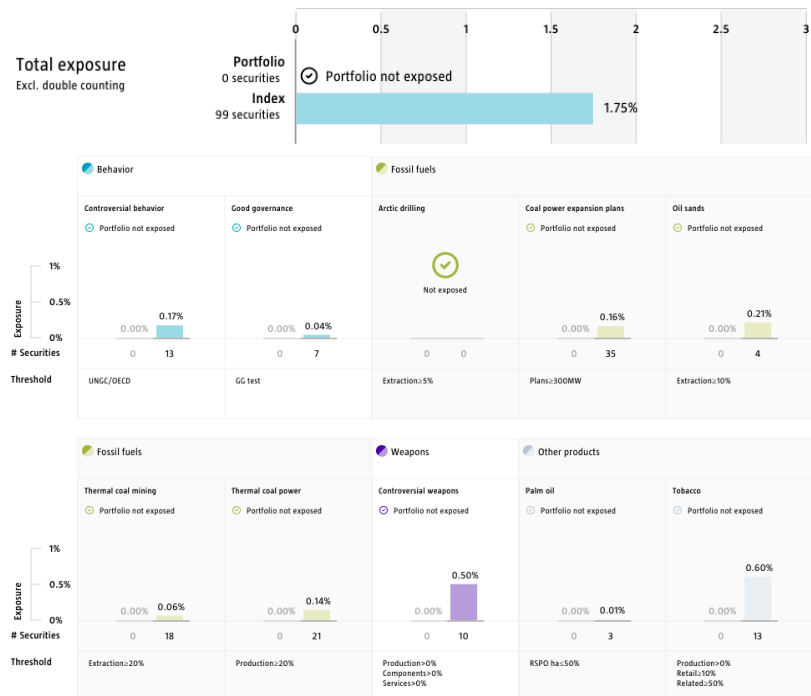 0 0.5 1 1.5 2 2.5 3
Total exposure
Excl. double counting
Portfolio
0 securities
Portfolio not exposed
Index
99 securities
1.75%
Behavior
Fossil fuels
Controversial behavior
Good governance
Arctic drilling
Coal power expansion plans
Oil sands
Portfolio not exposed
Portfolio not exposed
Portfolio not exposed
Portfolio not exposed
Not exposed
Exposure
1%
0.5%
0%
0.00% 0.17%
0.00% 0.04%
0.00% 0.16%
0.00% 0.21%
# Securities
0 13
0 7
0 0
0 35
0 4
Threshold
UNGC/OECD
GG test
Extraction≥5%
Plans≥300MW
Extraction≥10%
Fossil fuels
Weapons
Other products
Thermal coal mining
Thermal coal power
Controversial weapons
Palm oil
Tobacco
Portfolio not exposed
Portfolio not exposed
Portfolio not exposed
Portfolio not exposed
Portfolio not exposed
Exposure
1%
0.5%
0%
0.00% 0.06%
0.00% 0.14%
0.00% 0.50%
0.00% 0.01%
0.00% 0.60%
# Securities
0 18
0 21
0 10
0 3
0 13
Threshold
Extraction≥20%
Production≥20%
Production>0%
Components>0%
Services>0%
RSPO ha≤50%
Production>0%
Retail≥10%
Related≥50%